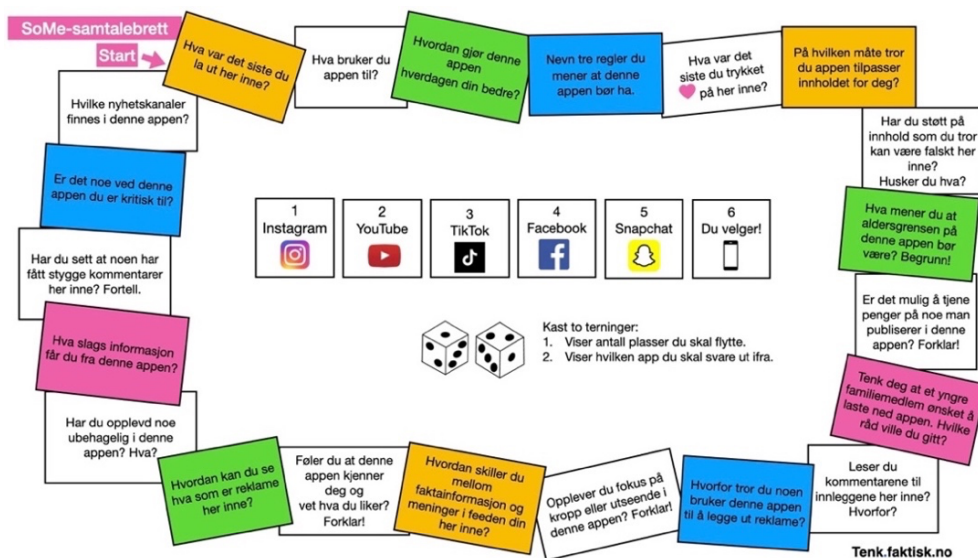 SoMe-samtalebrett
Start
Hva var det siste du
la ut her inne?
Hva bruker du
appen til?
Hvordan gjør denne
appen
hverdagen din bedre?
Nevn tre regler du
mener at denne
appen bør ha.
Hva var det
siste du trykket
på her inne?
På hvilken måte tror
du appen tilpasser
innholdet for deg?
Har du støtt på
innhold som du tror
kan være falskt her
inne?
Husker du hva?
Hva mener du at
aldersgrensen på
denne appen bør
være? Begrunn!
Er det mulig å tjene
penger på noe man
publiserer i denne
appen? Forklar!
Tenk deg at et yngre
familiemedlem ønsket å
laste ned appen. Hvilke
råd ville du gitt?
Leser du
kommentarene til
innleggene her inne?
Hvorfor?
Hvorfor tror du noen
bruker denne appen
til å legge ut reklame?
Opplever du fokus på
kropp eller utseende i
denne appen? Forklar!
Hvordan skiller du
mellom
faktainformasjon og
meninger i feeden din
her inne?
Føler du at denne
appen kjenner
deg og
vet hva du liker?
Forklar!
Hvordan kan du se
hva som er reklame
her inne?
Har du opplevd noe
ubehagelig i denne
appen? Hva?
Hva slags informasjon
får du fra denne appen?
Har du sett at noen har
fått stygge kommentarer
her inne? Fortell.
Er det noe ved denne
appen du er kritisk til?
Hvilke nyhetskanaler
finnes i denne appen?
1
Instagram
2
YouTube
3
TikTok
4
Facebook
5
Snapchat
6
Du velger!
Kast to terninger:
1. Viser antall plasser du skal flytte.
2. Viser hvilken app du skal svare ut ifra.
Tenk.faktisk.no